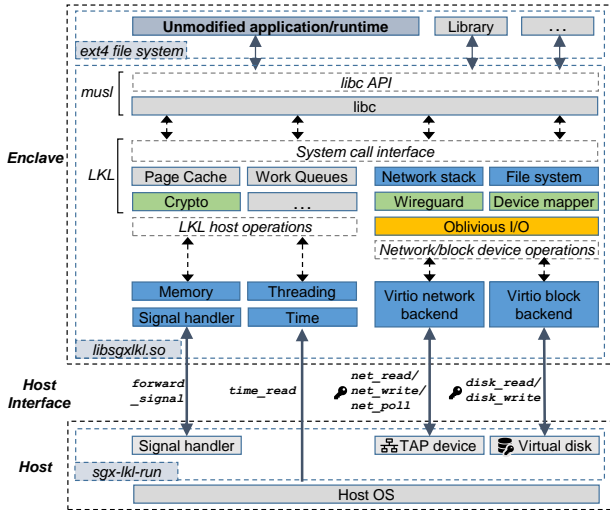 Unmodified application/runtime
Library
...
ext4 file system
musl
libc API
libc
Enclave
LKL
System call interface
Page Cache
Work Queues
Network stack
File system
Crypto
...
Wireguard
Device mapper
LKL host operations
Oblivious I/O
Network/block device operations
Memory
Threading
Virtio network
backend
Virtio block
backend
Signal handler
Time
libsgxlkl.so
Host
Interface
forward
_signal
time_read
net_read/
net_write/
net_poll
disk_read/
disk_write
Host
Signal handler
TAP device
Virtual disk
sgx-lkl-run
Host OS